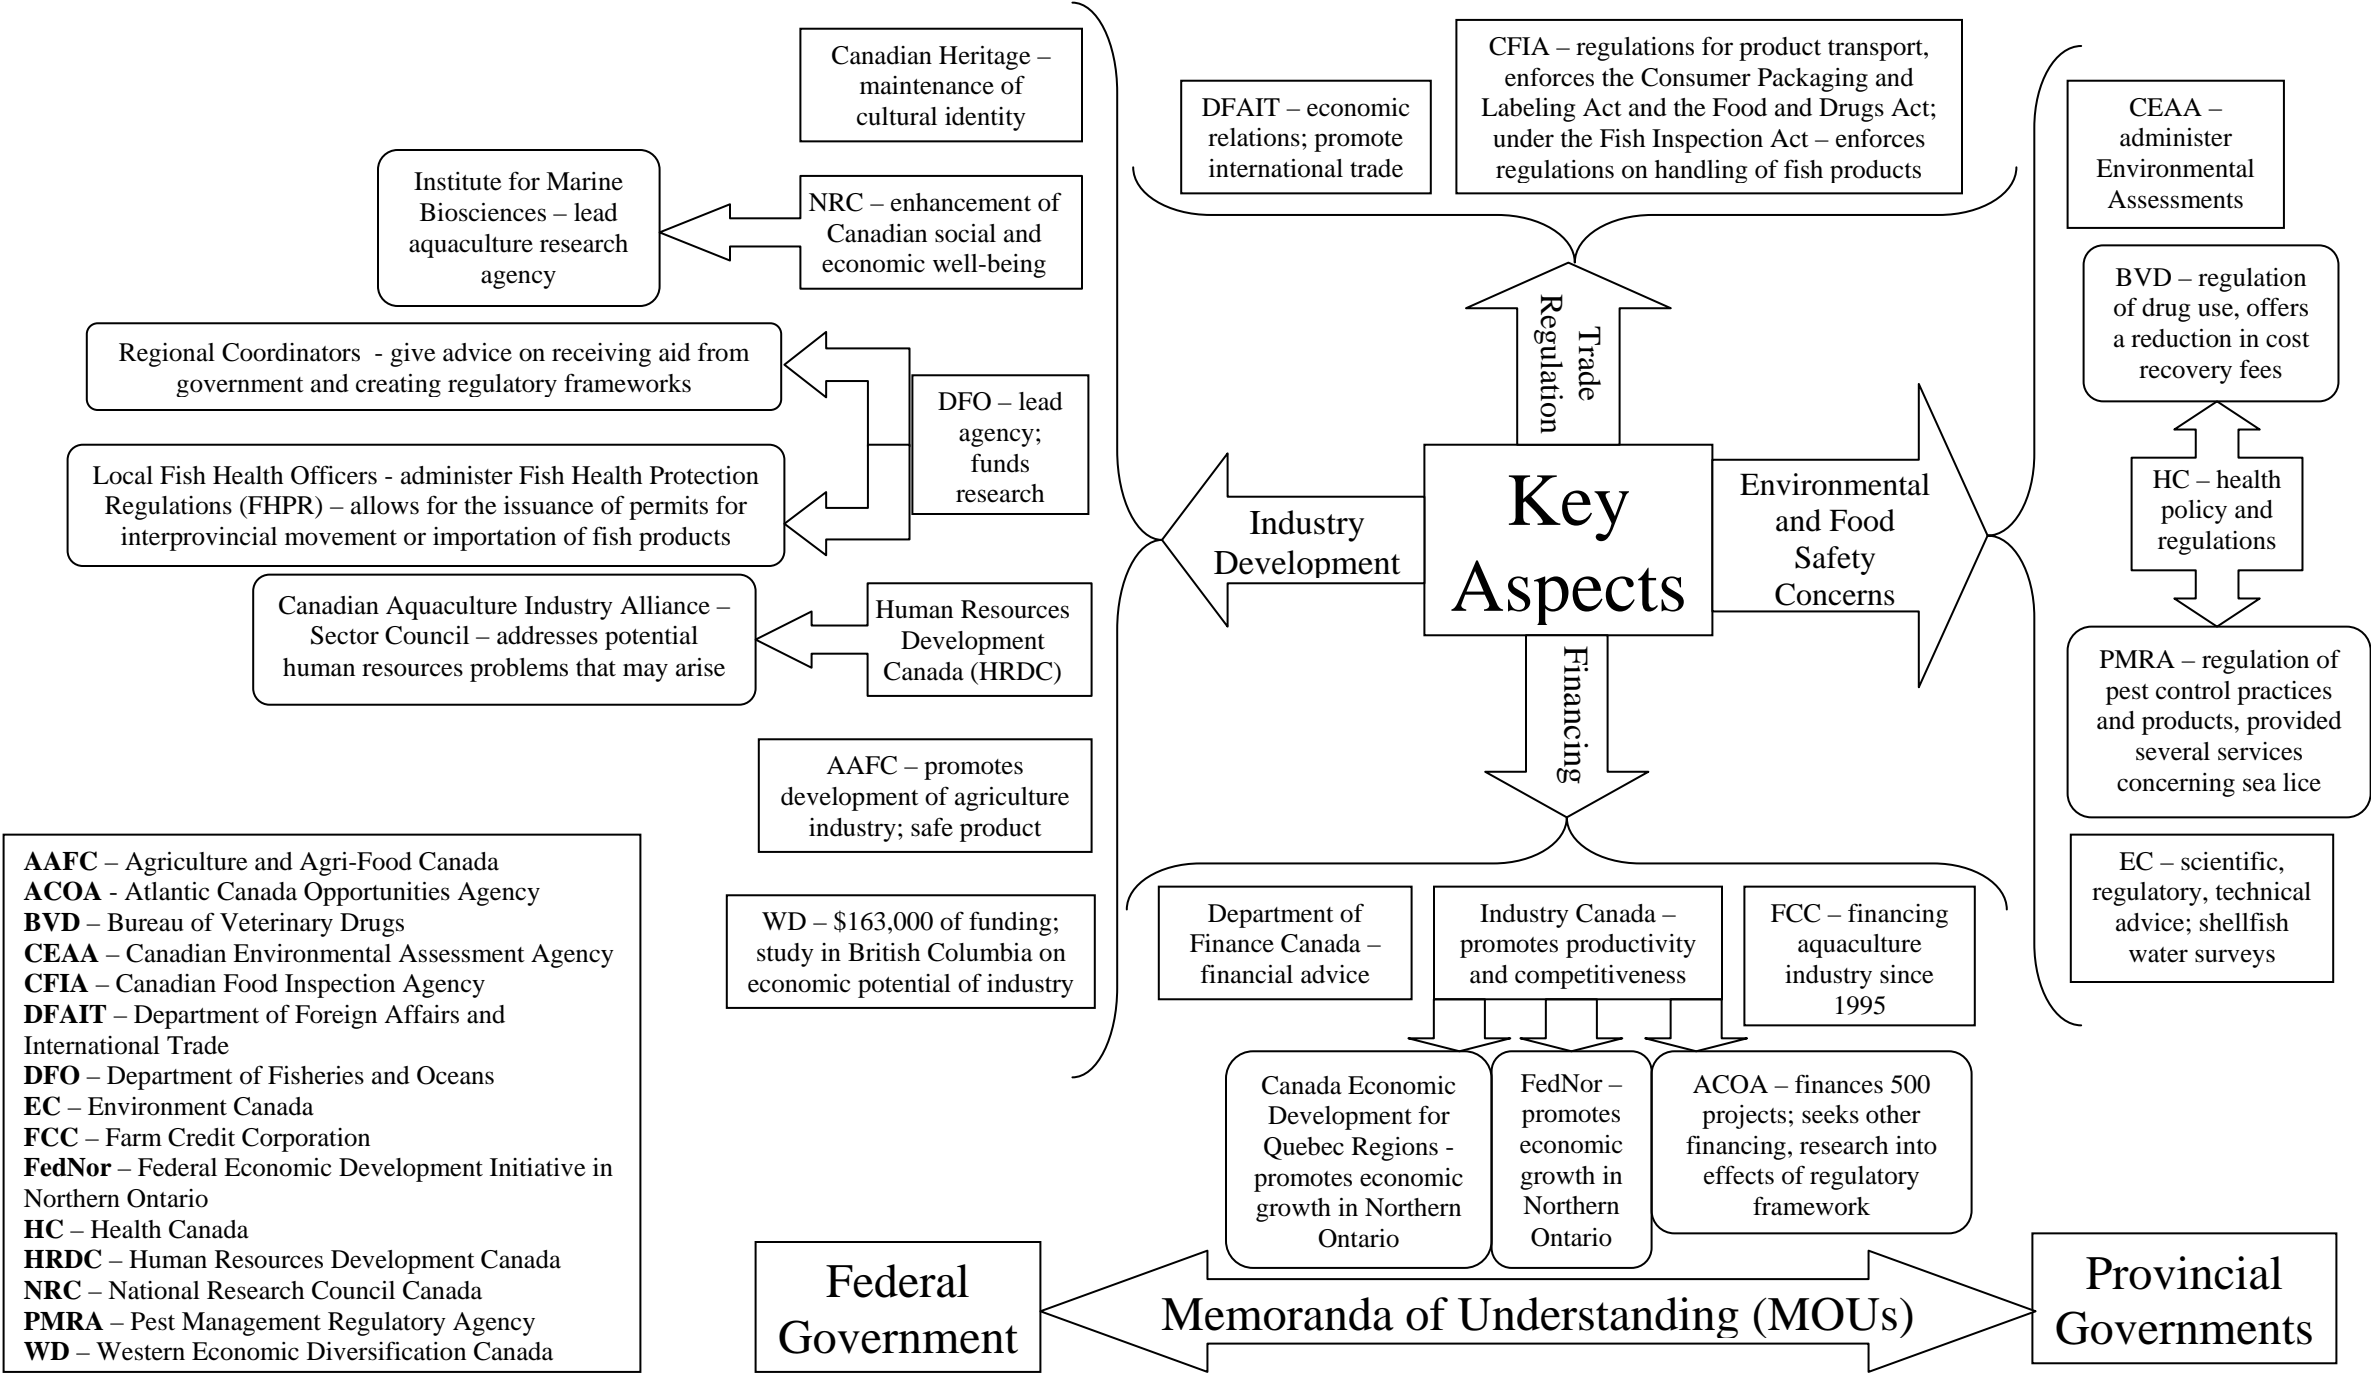 Canadian Heritage –
maintenance of
cultural identity
Institute for Marine
Biosciences – lead
aquaculture research
agency
NRC – enhancement of
Canadian social and
economic well-being
Regional Coordinators  - give advice on receiving aid from
government and creating regulatory frameworks
DFO – lead
agency;
funds
research
Local Fish Health Officers - administer Fish Health Protection
Regulations (FHPR) – allows for the issuance of permits for
interprovincial movement or importation of fish products
Canadian Aquaculture Industry Alliance –
Sector Council – addresses potential
human resources problems that may arise
Human Resources
Development
Canada (HRDC)
AAFC – promotes
development of agriculture
industry; safe product
WD – $163,000 of funding;
study in British Columbia on
economic potential of industry
DFAIT – economic
relations; promote
international trade
CFIA – regulations for product transport,
enforces the Consumer Packaging and
Labeling Act and the Food and Drugs Act;
under the Fish Inspection Act – enforces
regulations on handling of fish products
Trade
Regulation
Industry
Development
Key
Aspects
Environmental
and Food
Safety
Concerns
Financing
CEAA –
administer
Environmental
Assessments
BVD – regulation
of drug use, offers
a reduction in cost
recovery fees
HC – health
policy and
regulations
PMRA – regulation of
pest control practices
and products, provided
several services
concerning sea lice
EC – scientific,
regulatory, technical
advice; shellfish
water surveys
Department of
Finance Canada –
financial advice
Industry Canada –
promotes productivity
and competitiveness
FCC – financing
aquaculture
industry since
1995
Canada Economic
Development for
Quebec Regions -
promotes economic
growth in Northern
Ontario
FedNor –
promotes
economic
growth in
Northern
Ontario
ACOA – finances 500
projects; seeks other
financing, research into
effects of regulatory
framework
AAFC – Agriculture and Agri-Food Canada
ACOA - Atlantic Canada Opportunities Agency
BVD – Bureau of Veterinary Drugs
CEAA – Canadian Environmental Assessment Agency
CFIA – Canadian Food Inspection Agency
DFAIT – Department of Foreign Affairs and
International Trade
DFO – Department of Fisheries and Oceans
EC – Environment Canada
FCC – Farm Credit Corporation
FedNor – Federal Economic Development Initiative in
Northern Ontario
HC – Health Canada
HRDC – Human Resources Development Canada
NRC – National Research Council Canada
PMRA – Pest Management Regulatory Agency
WD – Western Economic Diversification Canada
Federal
Government
Memoranda of Understanding (MOUs)
Provincial
Governments